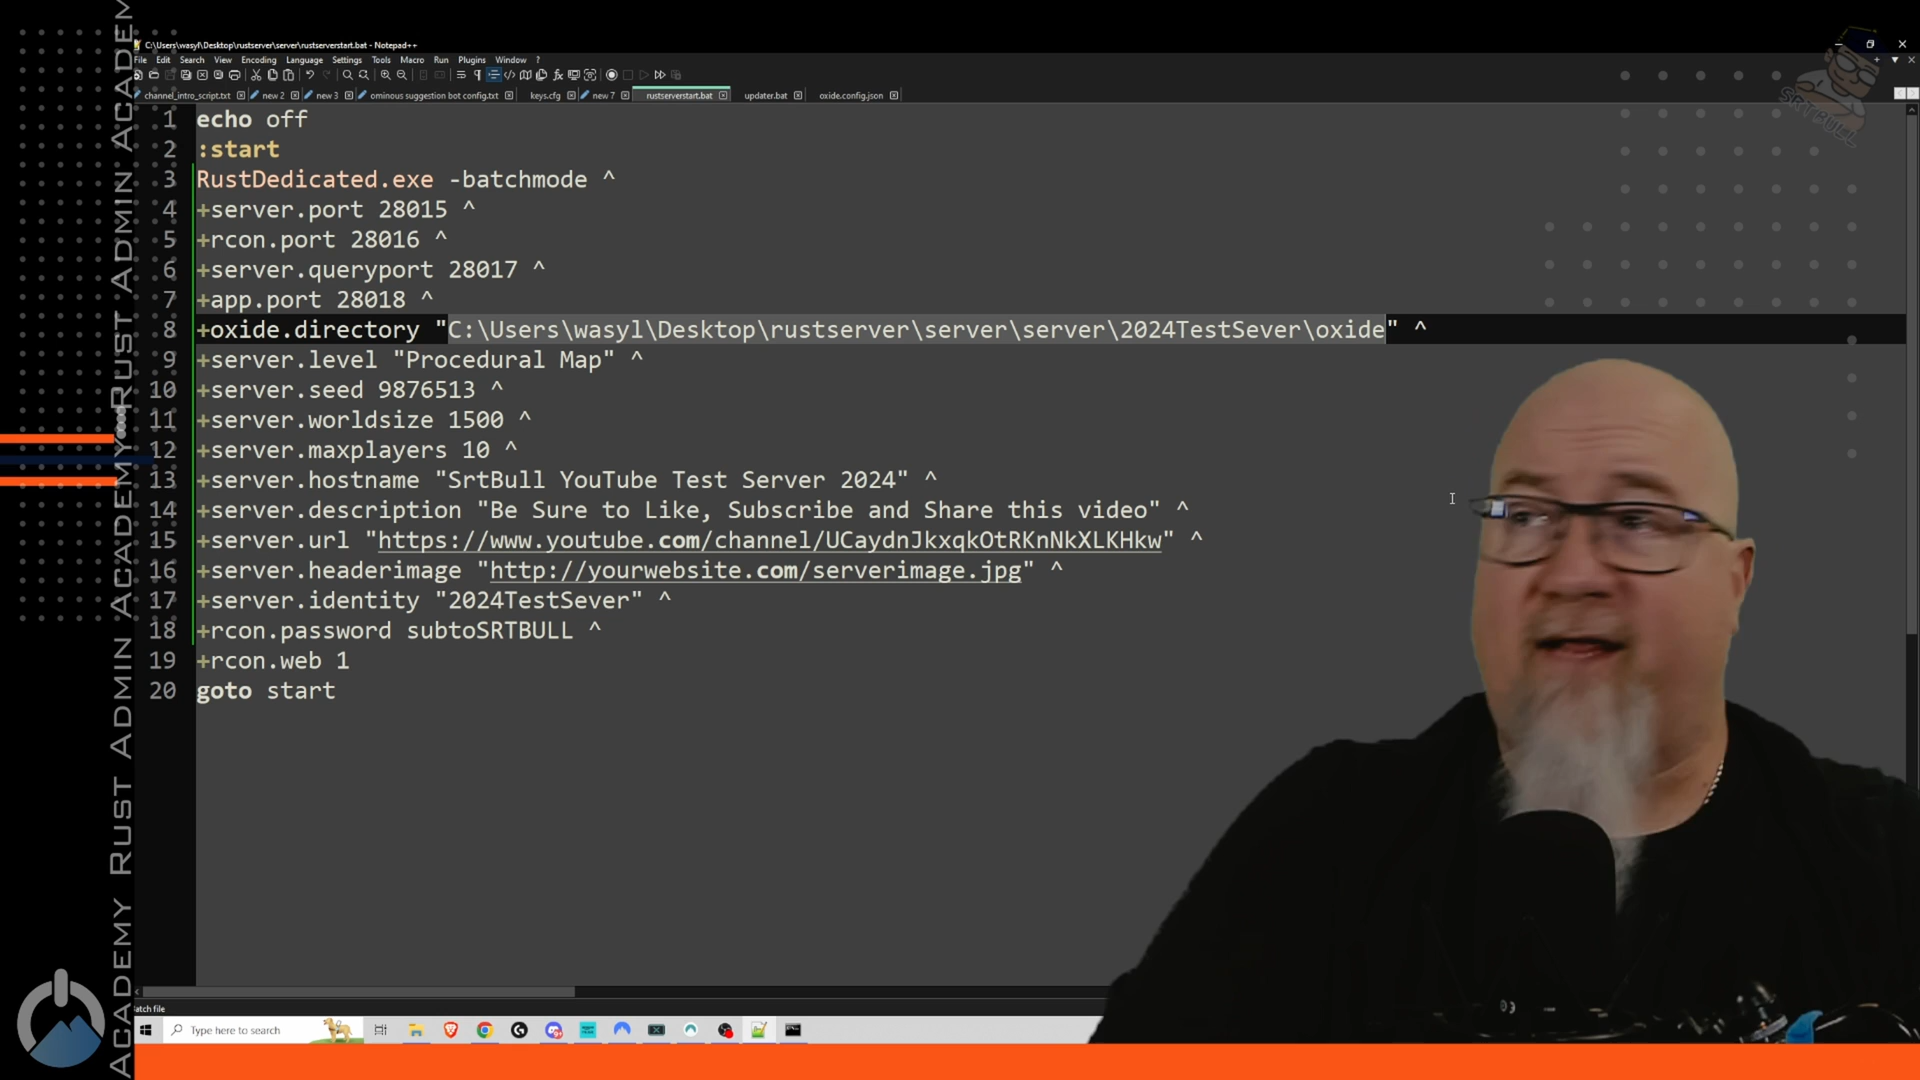 C:\Users\wasyl\Desktop\rustserver\server\rustserverstart.bat - Notepad++
File Edit Search View Encoding Language Settings Tools Macro Run Plugins Window ?
channel_intro_script.txt new 2 new 3 ominous suggestion bot config.txt keys.cfg new 7 rustserverstart.bat updater.bat oxide.config.json
1 echo off
2 :start
3 RustDedicated.exe -batchmode ^
4 +server.port 28015 ^
5 +rcon.port 28016 ^
6 +server.queryport 28017 ^
7 +app.port 28018 ^
8 +oxide.directory "C:\Users\wasyl\Desktop\rustserver\server\server\2024TestSever\oxide" ^
9 +server.level "Procedural Map" ^
10 +server.seed 9876513 ^
11 +server.worldsize 1500 ^
12 +server.maxplayers 10 ^
13 +server.hostname "SrtBull YouTube Test Server 2024" ^
14 +server.description "Be Sure to Like, Subscribe and Share this video" ^
15 +server.url "https://www.youtube.com/channel/UCaydnJkxqkOtRKnNkXLKHkw" ^
16 +server.headerimage "http://yourwebsite.com/serverimage.jpg" ^
17 +server.identity "2024TestSever" ^
18 +rcon.password subtoSRTBULL ^
19 +rcon.web 1
20 goto start
atch file
Type here to search
ACADEMY RUST ADMIN ACADEMY RUST ADMIN ACADEM
SRTBULL